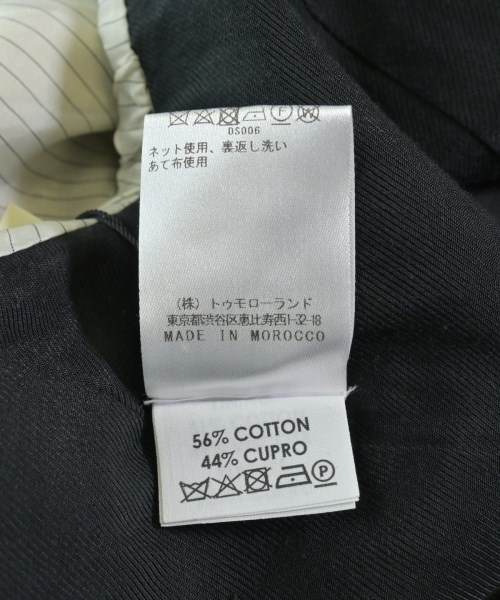 DS006
ネット使用、裏返し洗い
あて布使用
(株) トゥモローランド
東京都渋谷区恵比寿西1-32-18
MADE IN MOROCCO
56% COTTON
44% CUPRO
P